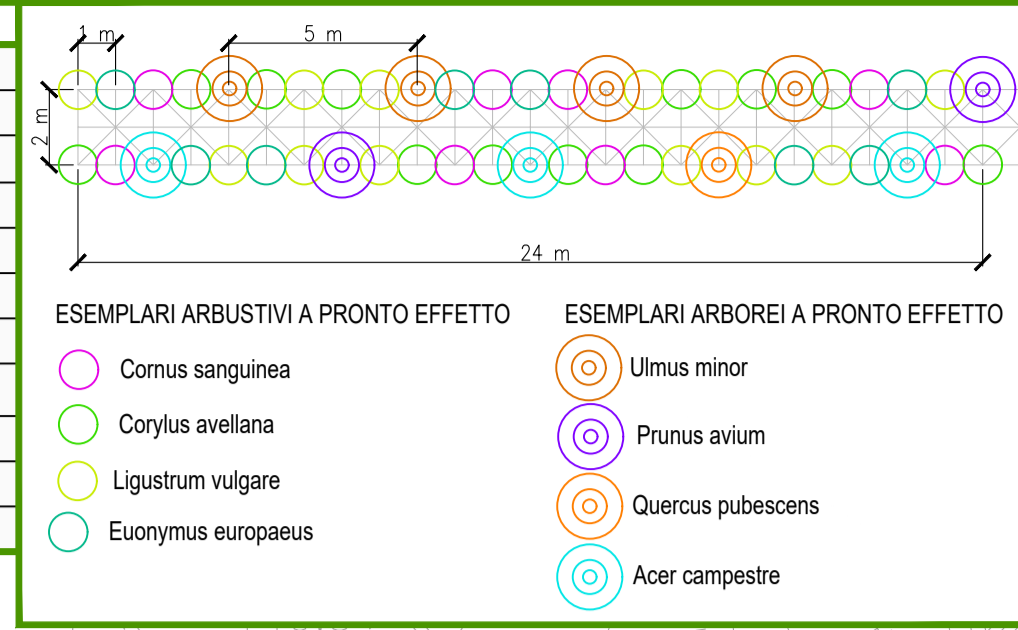 1 m
5 m
2 m
24 m
ESEMPLARI ARBUSTIVI A PRONTO EFFETTO
Cornus sanguinea
Corylus avellana
Ligustrum vulgare
Euonymus europaeus
ESEMPLARI ARBOREI A PRONTO EFFETTO
Ulmus minor
Prunus avium
Quercus pubescens
Acer campestre